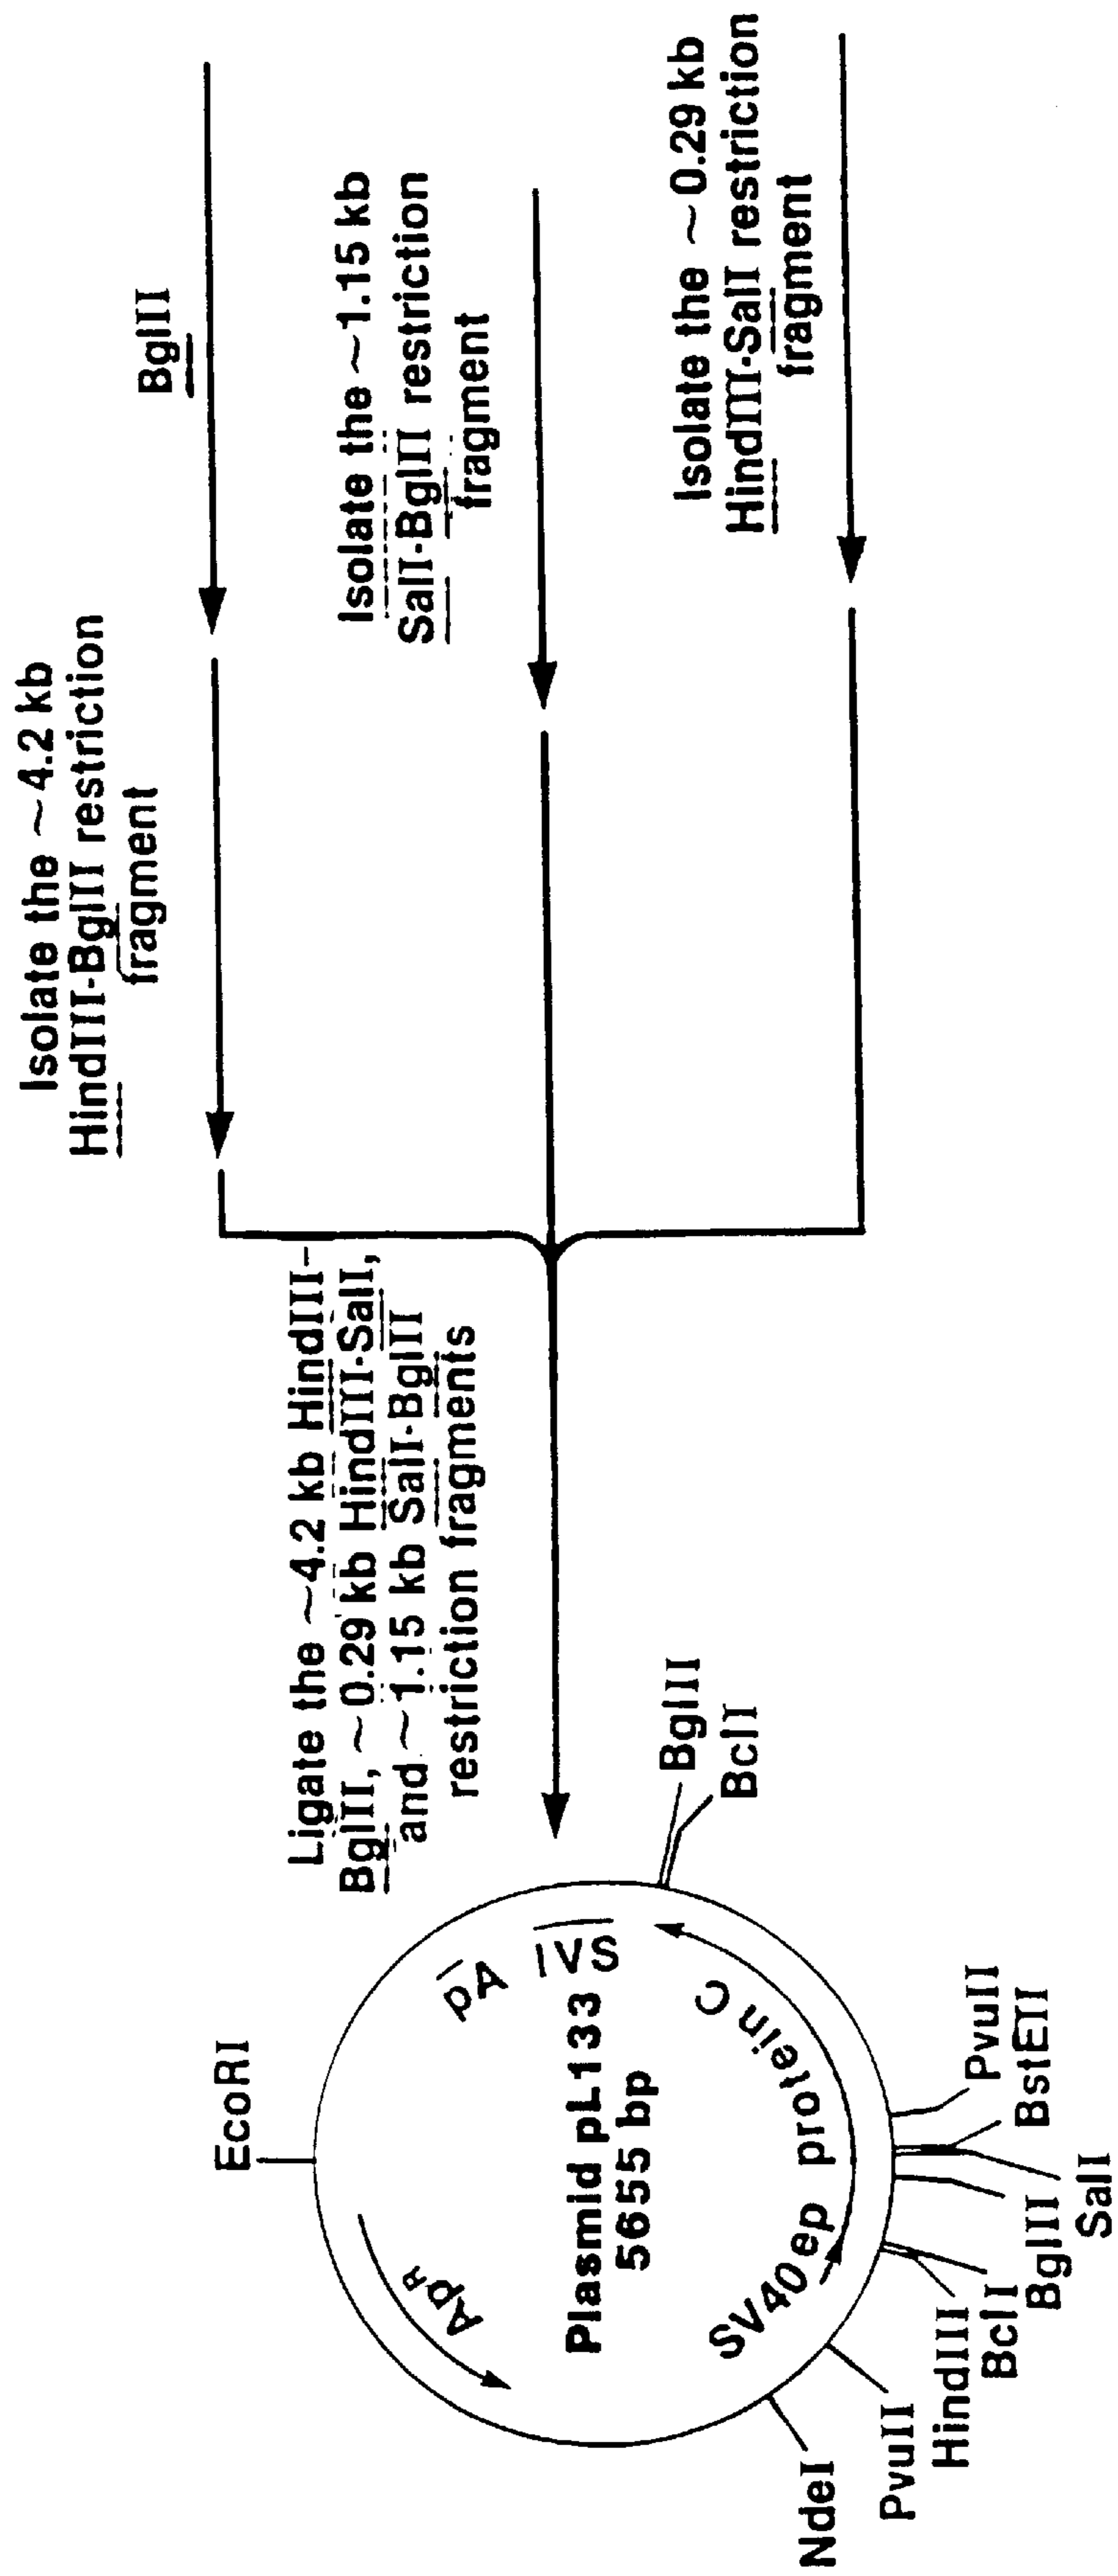 BglII
Isolate the ~4.2 kb
HindIII-BglII restriction
fragment
Isolate the ~1.15 kb
SalI-BglII restriction
fragment
Isolate the ~0.29 kb
HindIII-SalI restriction
fragment
Ligate the ~4.2 kb HindIII-
BglII, ~0.29 kb HindIII-SalI,
and ~1.15 kb SalI-BglII
restriction fragments
EcoRI
ApR
pA
IVS
Plasmid pL133
5655 bp
SV40 ep
protein C
BglII
BclI
PvuII
BstEII
SalI
BglII
BclI
HindIII
PvuII
NdeI